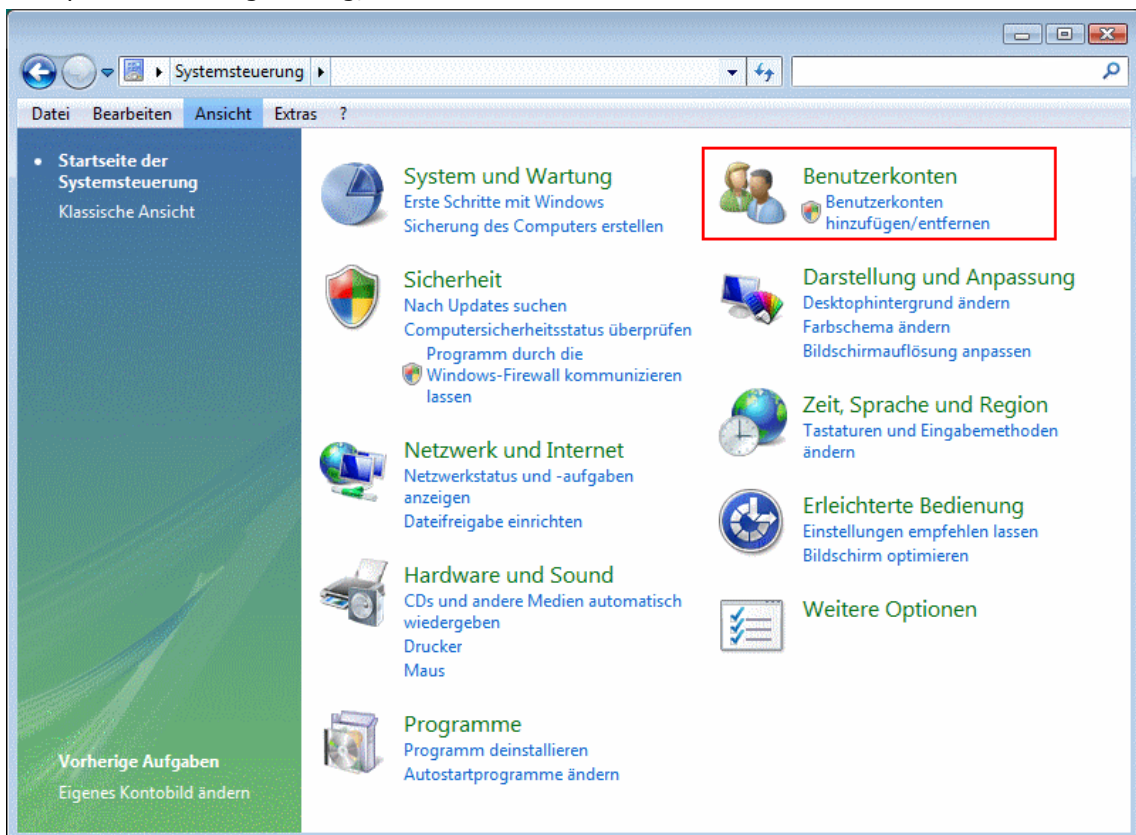 Systemsteuerung
Datei Bearbeiten Ansicht Extras ?
Startseite der
Systemsteuerung
Klassische Ansicht
System und Wartung
Erste Schritte mit Windows
Sicherung des Computers erstellen
Sicherheit
Nach Updates suchen
Computersicherheitsstatus überprüfen
Programm durch die
Windows-Firewall kommunizieren
lassen
Netzwerk und Internet
Netzwerkstatus und -aufgaben
anzeigen
Dateifreigabe einrichten
Hardware und Sound
CDs und andere Medien automatisch
wiedergeben
Drucker
Maus
Programme
Programm deinstallieren
Autostartprogramme ändern
Benutzerkonten
Benutzerkonten
hinzufügen/entfernen
Darstellung und Anpassung
Desktophintergrund ändern
Farbschema ändern
Bildschirmauflösung anpassen
Zeit, Sprache und Region
Tastaturen und Eingabemethoden
ändern
Erleichterte Bedienung
Einstellungen empfehlen lassen
Bildschirm optimieren
Weitere Optionen
Vorherige Aufgaben
Eigenes Kontobild ändern